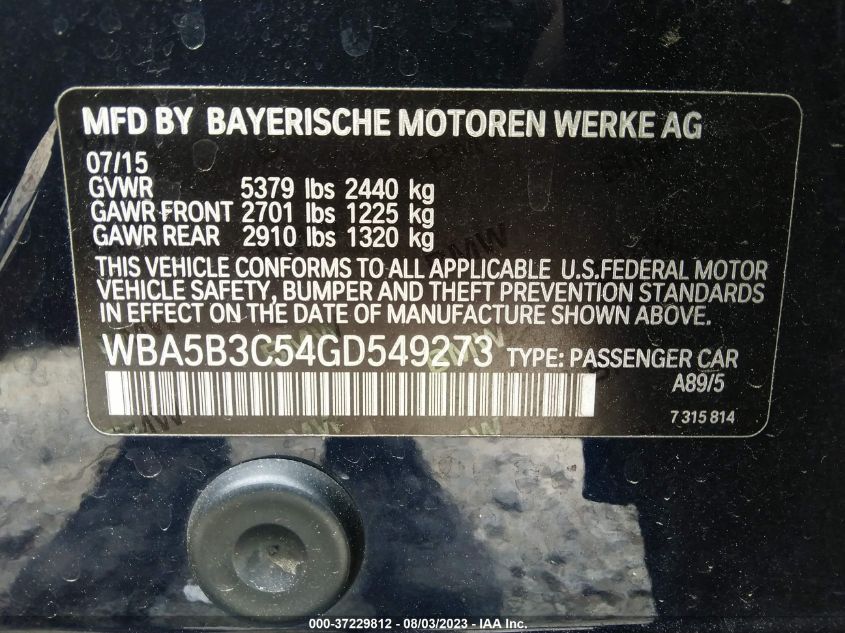 MFD BY BAYERISCHE MOTOREN WERKE AG
07/15
GVWR 5379 lbs 2440 kg
GAWR FRONT 2701 lbs 1225 kg
GAWR REAR 2910 lbs 1320 kg
THIS VEHICLE CONFORMS TO ALL APPLICABLE U.S.FEDERAL MOTOR
VEHICLE SAFETY, BUMPER AND THEFT PREVENTION STANDARDS
IN EFFECT ON THE DATE OF MANUFACTURE SHOWN ABOVE.
WBA5B3C54GD549273 TYPE: PASSENGER CAR
A89/5
7 315 814
000-37229812 - 08/03/2023 - IAA Inc.